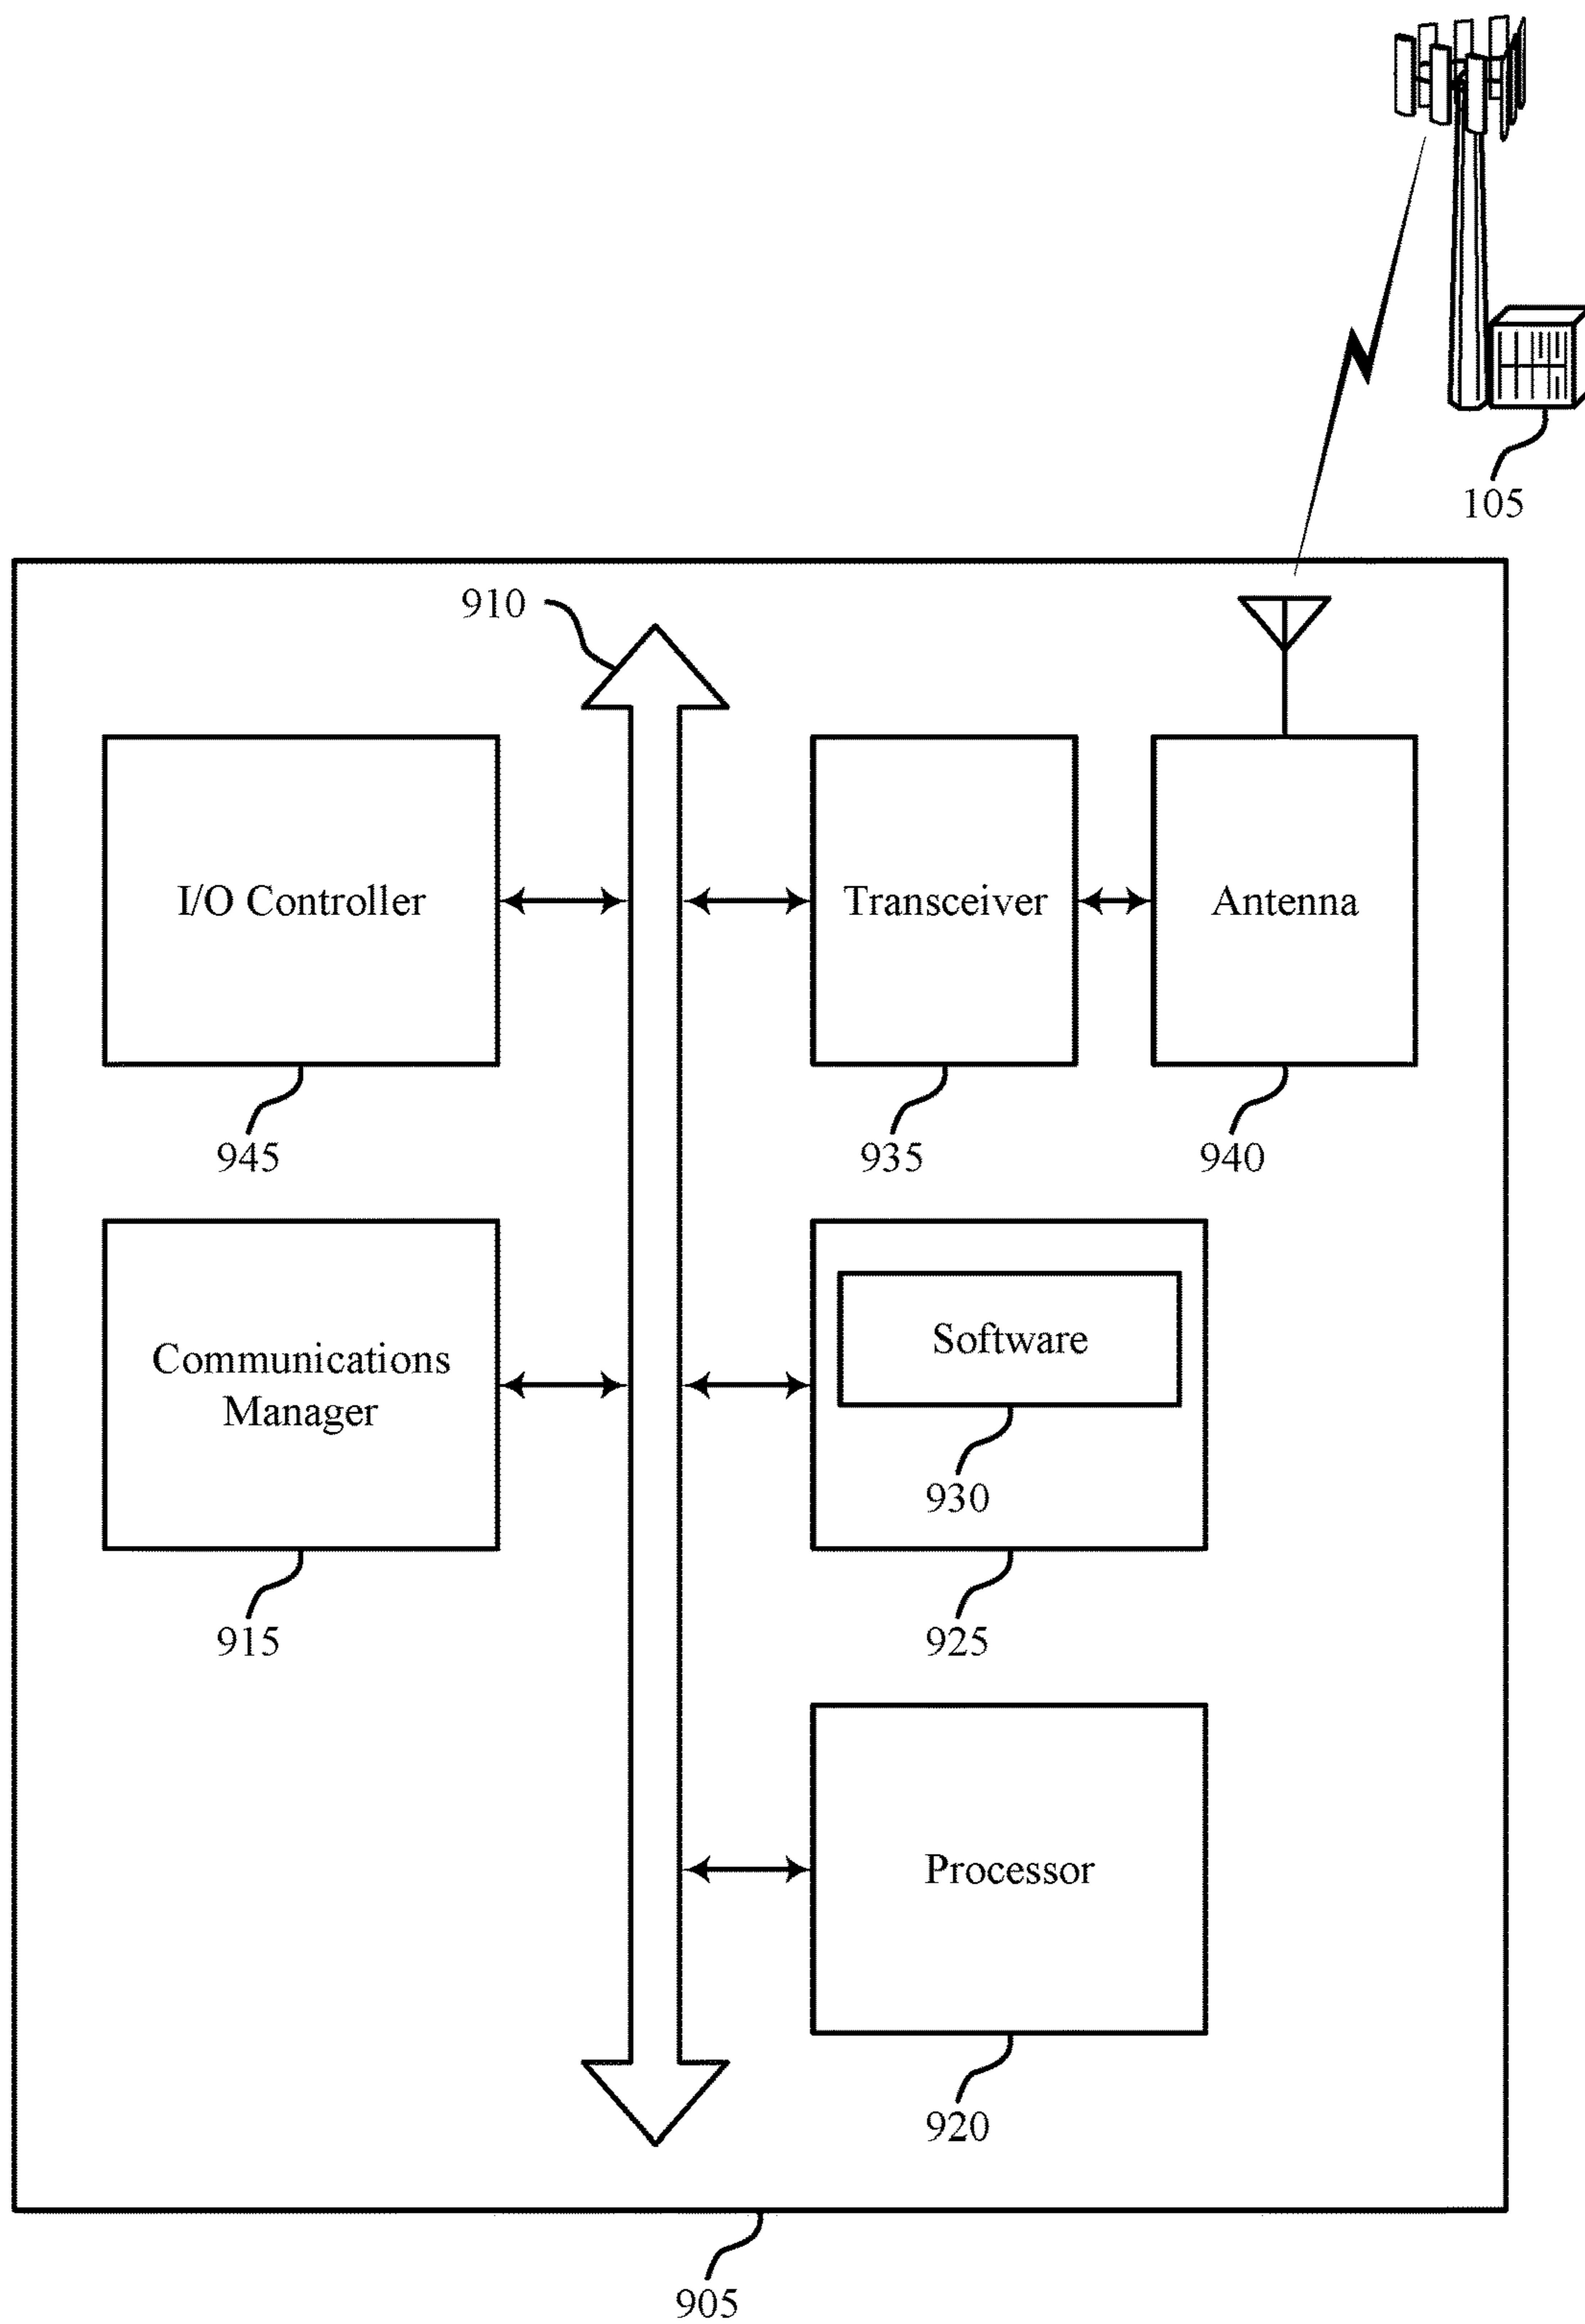 105
910
I/O Controller
Transceiver
Antenna
945
935
940
Communications
Manager
Software
930
915
925
Processor
920
905